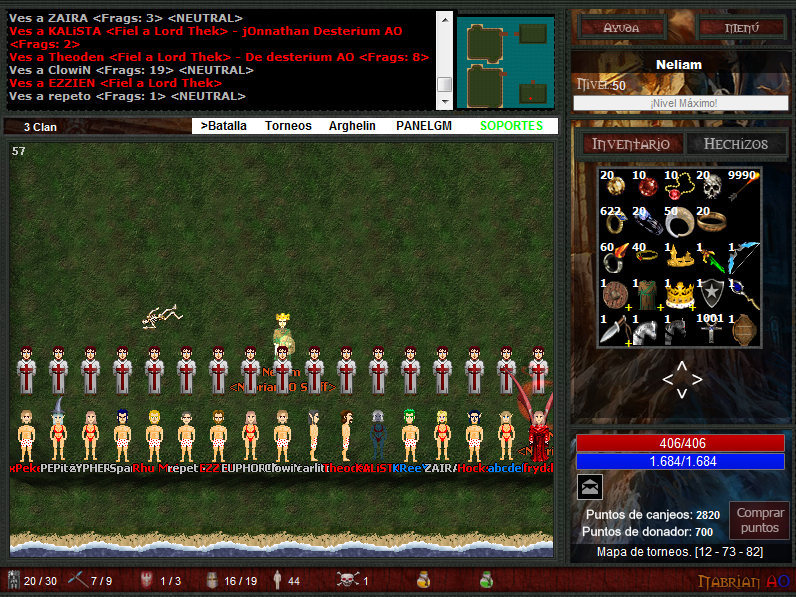 Ves a ZAIRA <Frags: 3> <NEUTRAL>
Ves a KALiSTA <Fiel a Lord Thek> - jOnnathan Desterium AO
<Frags: 2>
Ves a Theoden <Fiel a Lord Thek> - De desterium AO <Frags: 8>
Ves a ClowiN <Frags: 19> <NEUTRAL>
Ves a EZZIEN <Fiel a Lord Thek>
Ves a repeto <Frags: 1> <NEUTRAL>
AYUDA
MENÚ
Neliam
NIVEL: 50
¡Nivel Máximo!
3 Clan
>Batalla Torneos Arghelin PANELGM SOPORTES
INVENTARIO
HECHIZOS
57
20 10 10 20 9990
622 20 50 20
60 40 1 1 1
1 1 1 1 1
1 1 1 1001 1
406/406
1.684/1.684
Puntos de canjeos: 2820
Puntos de donador: 700
Comprar
puntos
Mapa de torneos. [12 - 73 - 82]
20 / 30
7 / 9
1 / 3
16 / 19
44
1
NABRIAN AO